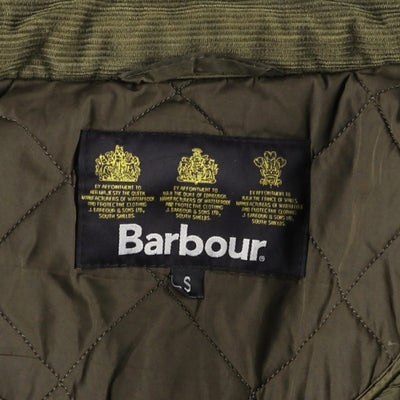 BY APPOINTMENT TO
HER MAJESTY THE QUEEN
MANUFACTURERS OF WATERPROOF
AND PROTECTIVE CLOTHING
J. BARBOUR & SONS LTD.,
SOUTH SHIELDS.
BY APPOINTMENT TO
H.R.H. THE DUKE OF EDINBURGH
MANUFACTURERS OF WATERPROOF
AND PROTECTIVE CLOTHING
J. BARBOUR & SONS LTD.,
SOUTH SHIELDS.
BY APPOINTMENT TO
H.R.H. THE PRINCE OF WALES
MANUFACTURERS OF WATERPROOF
AND PROTECTIVE CLOTHING
J. BARBOUR & SONS LTD.,
SOUTH SHIELDS.
Barbour®
S